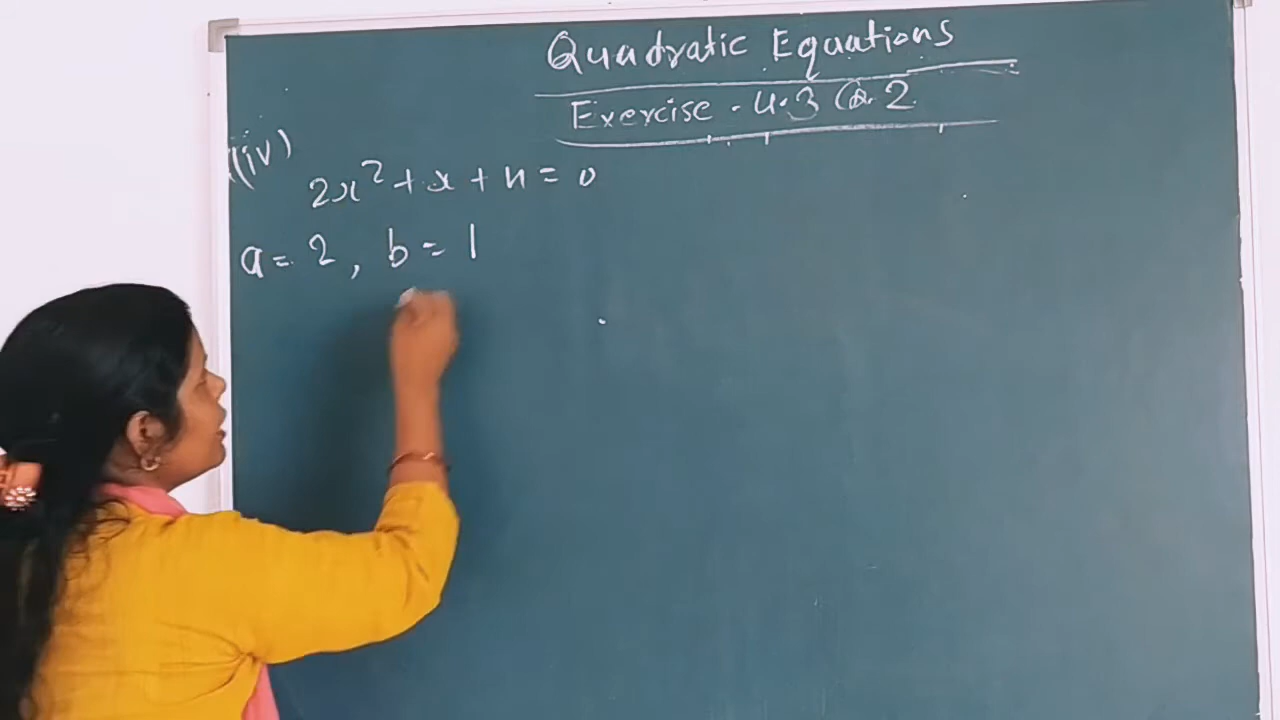 Quadratic Equations
Exercise - 4.3 Q. 2
(iv)
2x² + x + 4 = 0
a = 2, b = 1